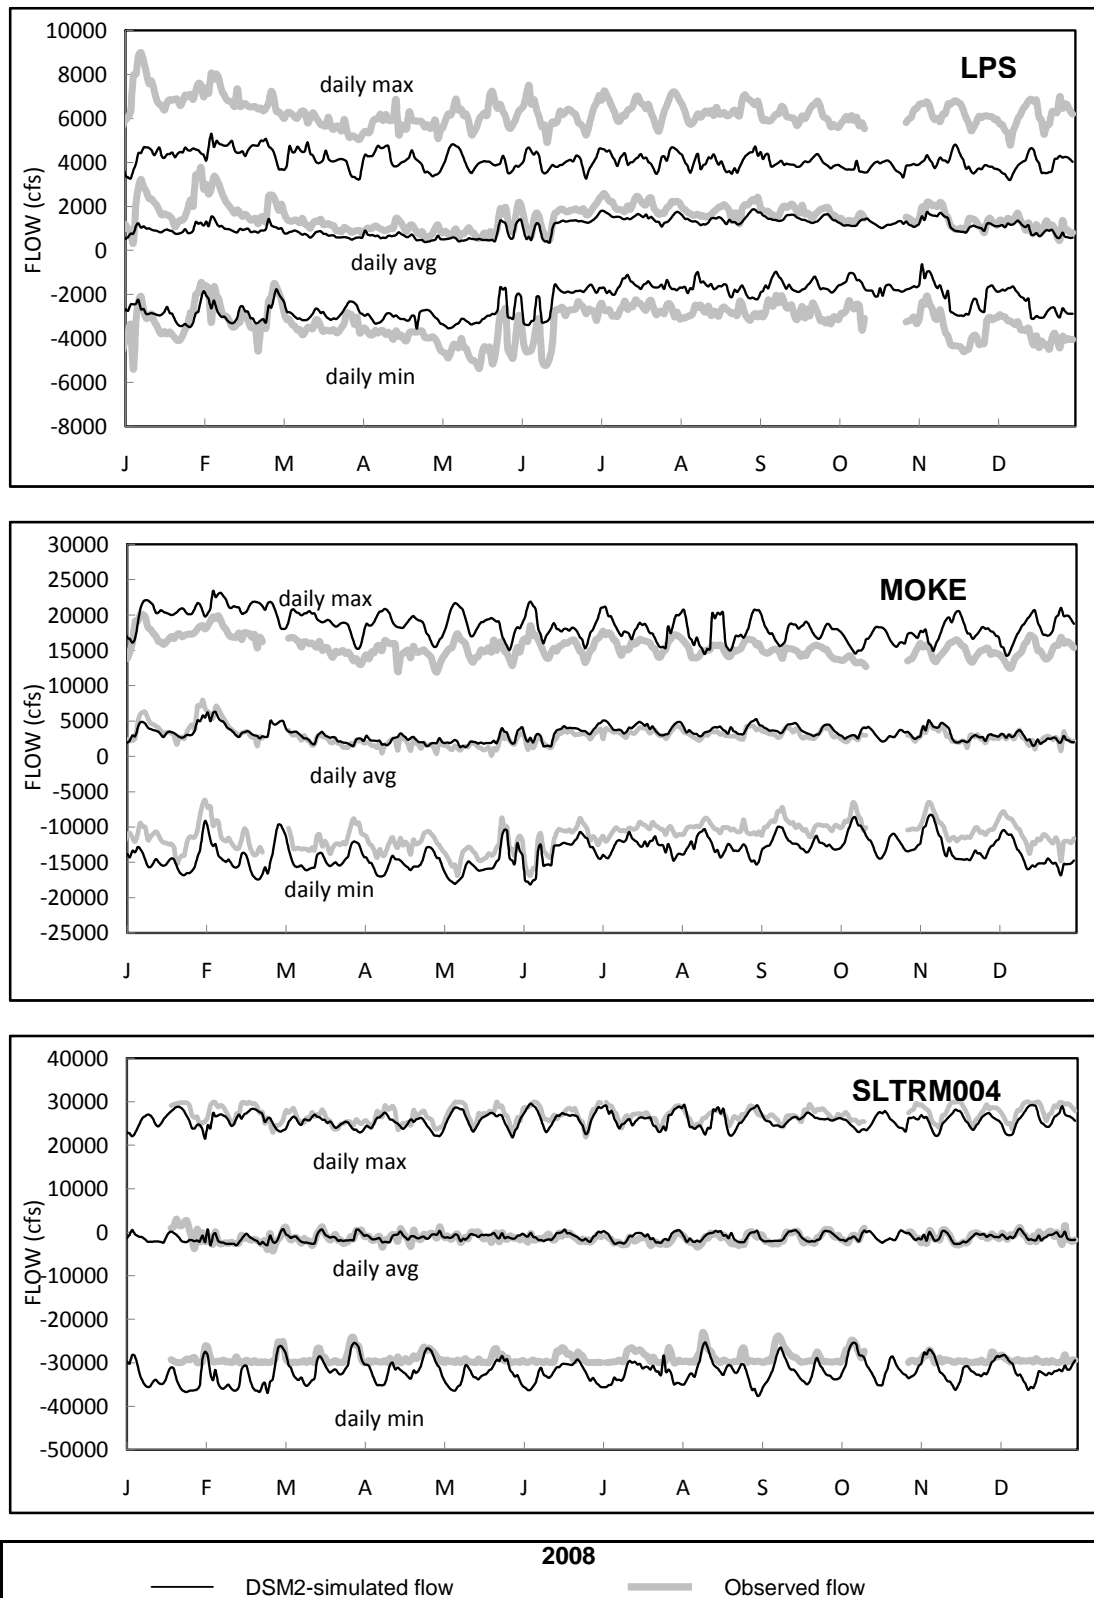 10000
8000
6000
4000
2000
0
-2000
-4000
-6000
-8000
FLOW (cfs)
LPS
daily max
daily avg
daily min
J F M A M J J A S O N D
30000
25000
20000
15000
10000
5000
0
-5000
-10000
-15000
-20000
-25000
FLOW (cfs)
MOKE
daily max
daily avg
daily min
J F M A M J J A S O N D
40000
30000
20000
10000
0
-10000
-20000
-30000
-40000
-50000
FLOW (cfs)
SLTRM004
daily max
daily avg
daily min
J F M A M J J A S O N D
2008
DSM2-simulated flow Observed flow